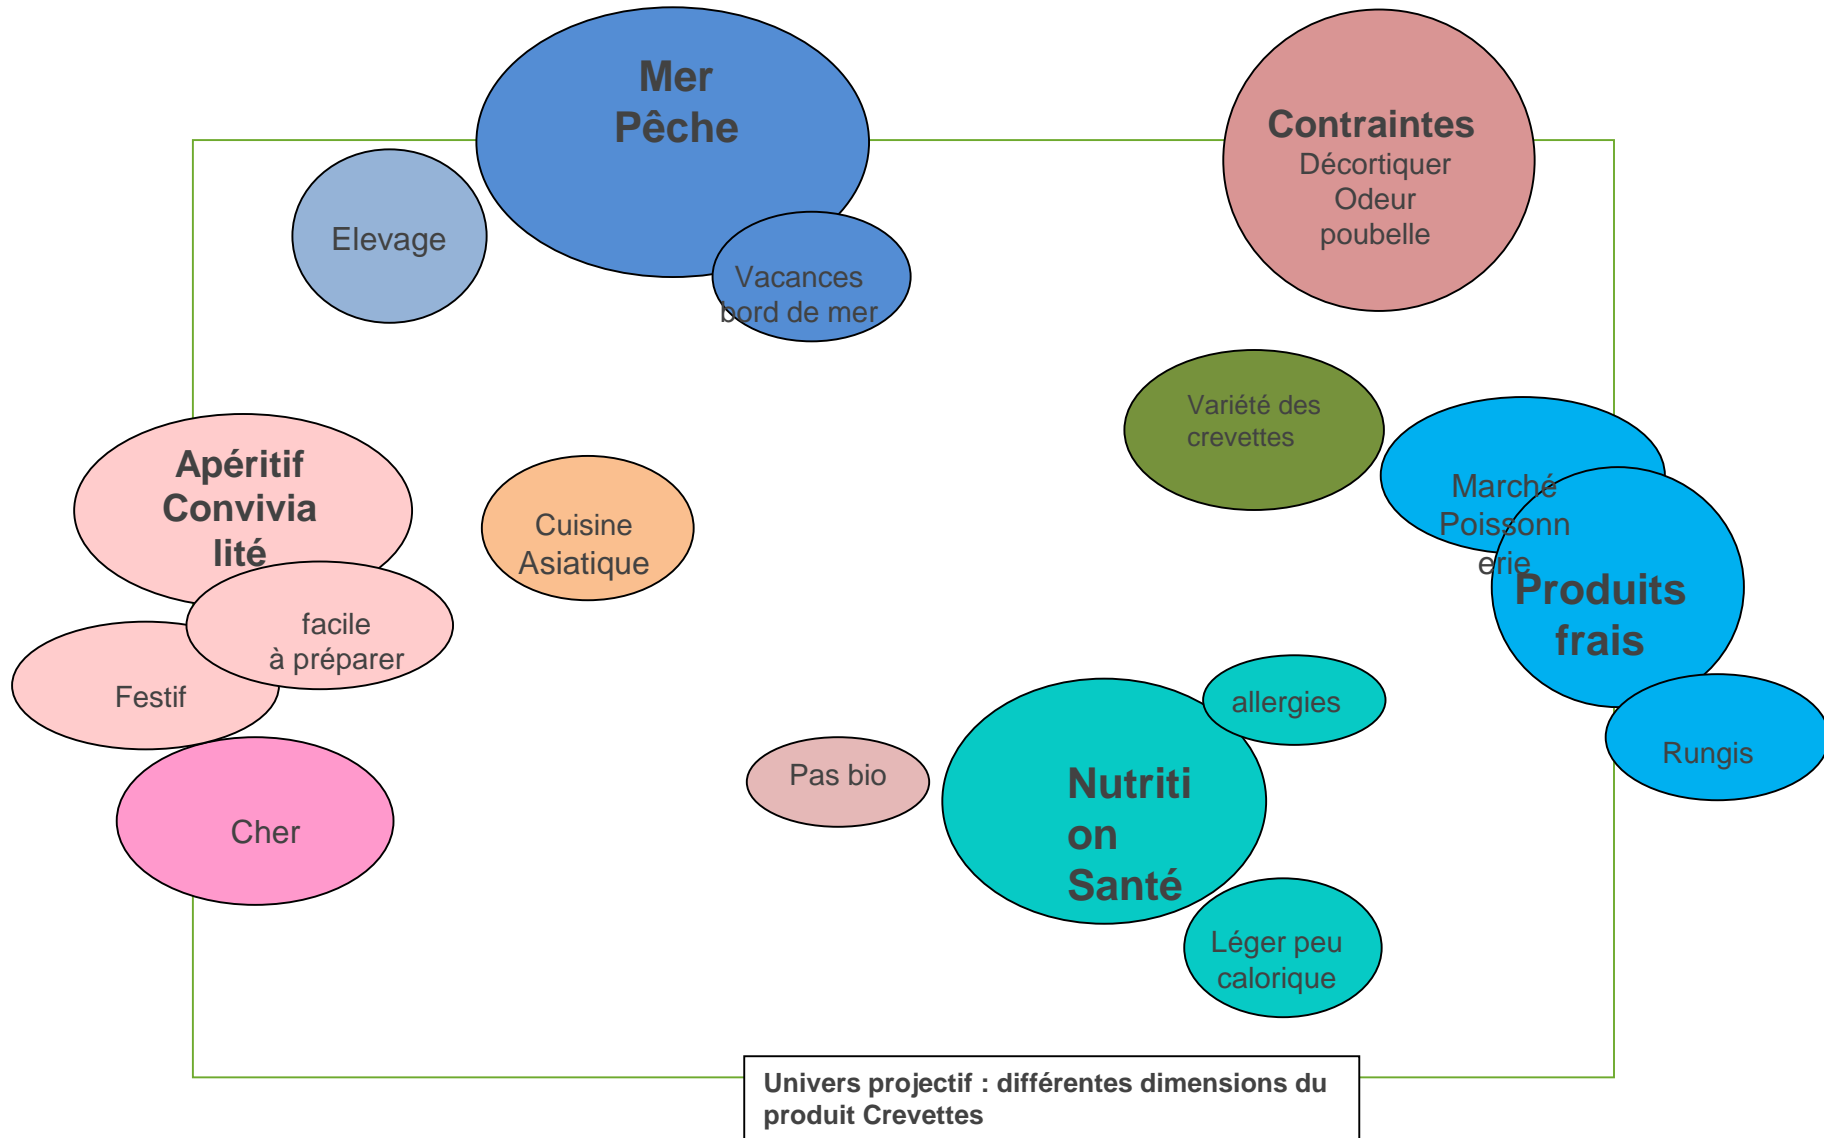 Mer
Pêche
Contraintes
Décortiquer
Odeur
poubelle
Elevage
Vacances
bord de mer
Variété des
crevettes
Apéritif
Convivia
lité
Cuisine
Asiatique
Marché
Poissonn
erie
Produits
frais
facile
à préparer
Festif
allergies
Rungis
Pas bio
Nutriti
on
Santé
Cher
Léger peu
calorique
Univers projectif : différentes dimensions du
produit Crevettes